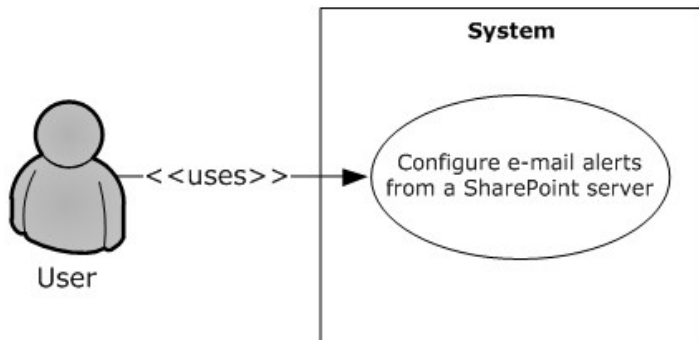 System
<<uses>>
Configure e-mail alerts
from a SharePoint server
User